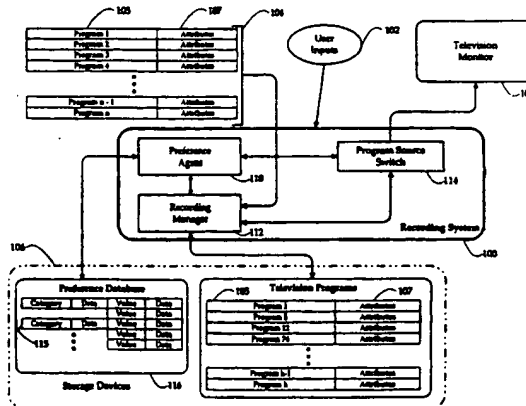 105 107 104
Program 1 Attributes
Program 2 Attributes
Program 3 Attributes
Program 4 Attributes
Program n - 1 Attributes
Program n Attributes
User Inputs
102
Television Monitor
10
Preference Agent
110
Program Source Switch
114
Recording Manager
112
Recording System
100
106
Preference Database
Category Data Value Data
Value Data
Category Data Value Data
Value Data
Value Data
115
116
Storage Devices
Television Programs
105 107
Program 1 Attributes
Program Attributes
Program 12 Attributes
Program Attributes
Program h-1 Attributes
Program h Attributes